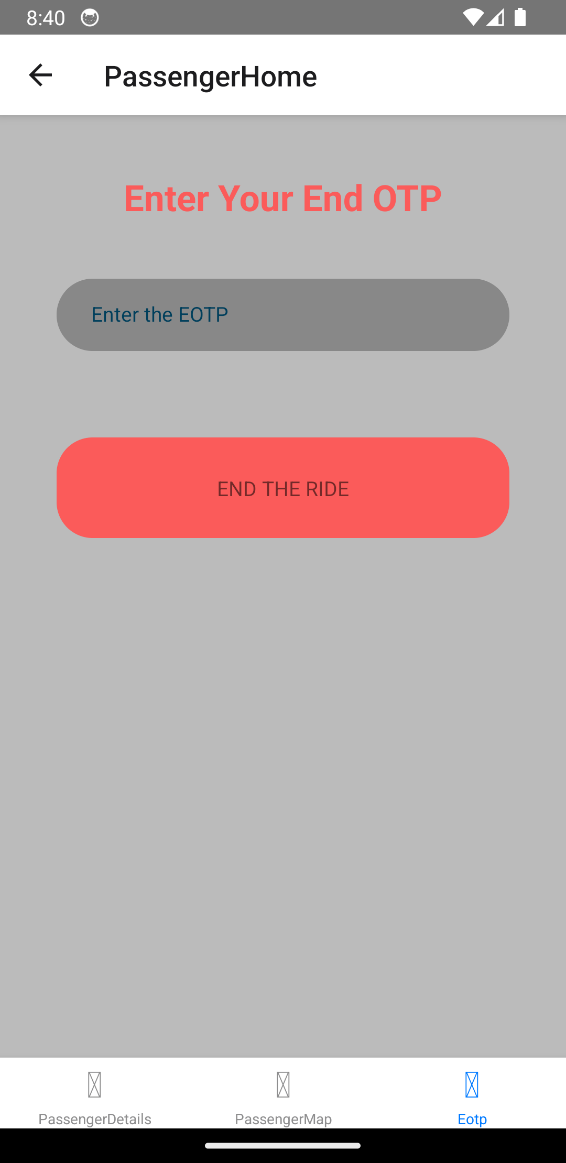 8:40
PassengerHome
Enter Your End OTP
Enter the EOTP
END THE RIDE
PassengerDetails
PassengerMap
Eotp